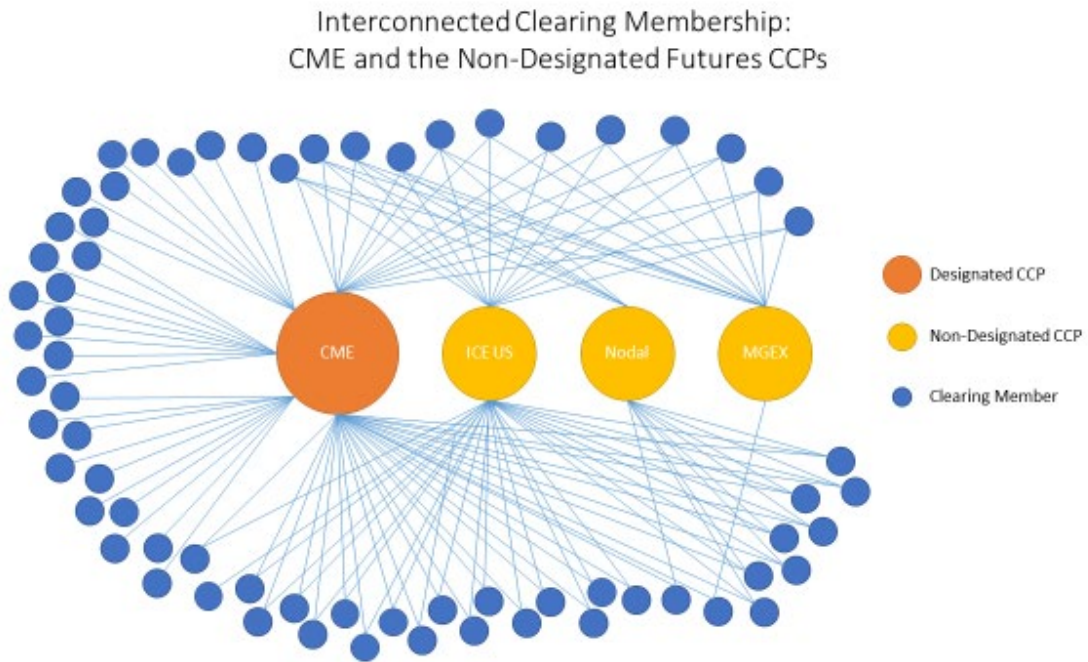 Interconnected Clearing Membership:
CME and the Non-Designated Futures CCPs
Designated CCP
CME
ICE US
Nodal
MGEX
Non-Designated CCP
Clearing Member